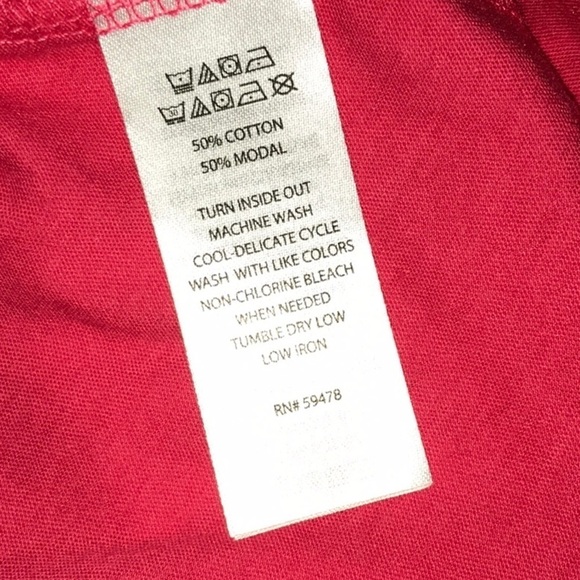 50% COTTON
50% MODAL
TURN INSIDE OUT
MACHINE WASH
COOL-DELICATE CYCLE
WASH WITH LIKE COLORS
NON-CHLORINE BLEACH
WHEN NEEDED
TUMBLE DRY LOW
LOW IRON
RN# 59478